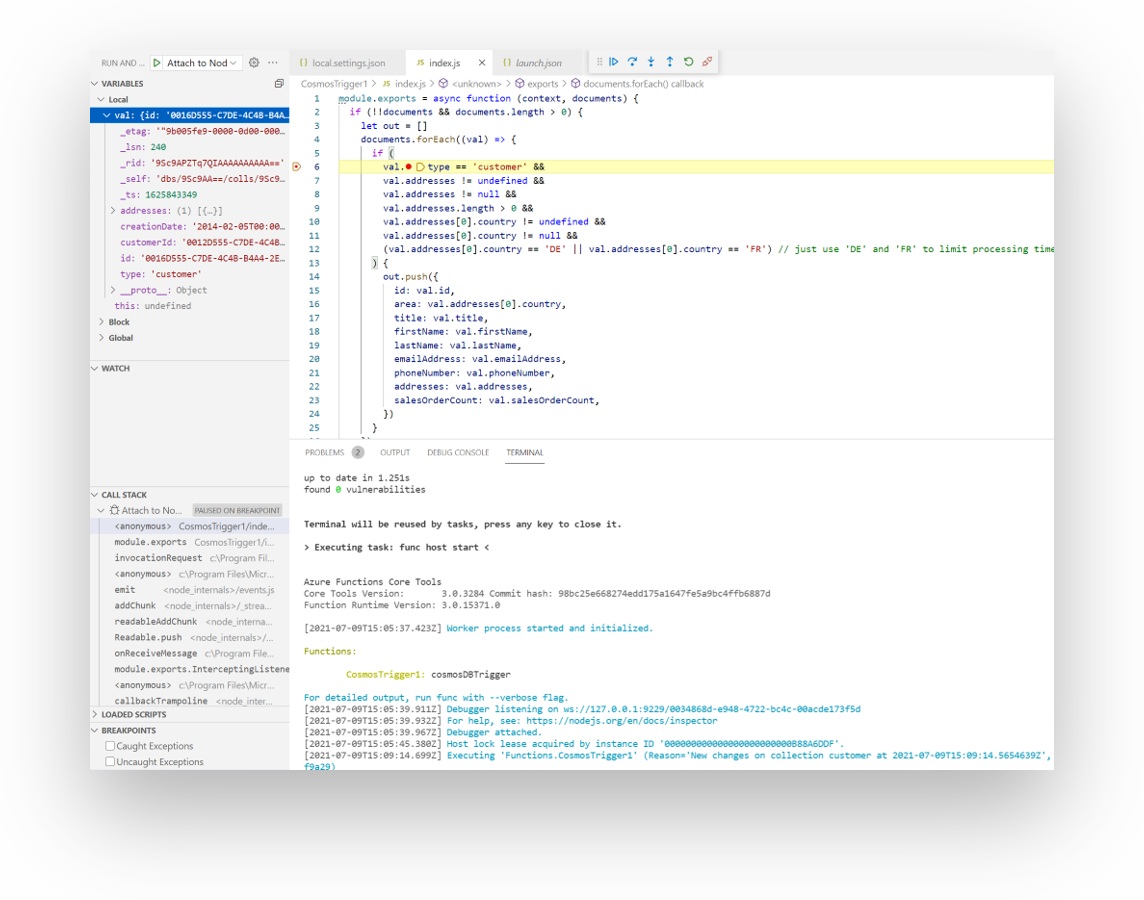 RUN AND ... Attach to Nod
local.settings.json JS index.js launch.json
VARIABLES
Local
val: {id: '0016D555-C7DE-4C4B-B4A…
_etag: '"9b005fe9-0000-0d00-000…
_lsn: 240
_rid: '9Sc9APZTq7QIAAAAAAAAAA=='
_self: 'dbs/9Sc9AA==/colls/9Sc9…
_ts: 1625843349
addresses: (1) [{…}]
creationDate: '2014-02-05T00:00…
customerId: '0012D555-C7DE-4C4B…
id: '0016D555-C7DE-4C4B-B4A4-2E…
type: 'customer'
__proto__: Object
this: undefined
Block
Global
WATCH
CALL STACK
Attach to No... PAUSED ON BREAKPOINT
<anonymous> CosmosTrigger1/inde...
module.exports CosmosTrigger1/i...
invocationRequest c:\Program Fil...
<anonymous> c:\Program Files\Micr...
emit <node_internals>/events.js
addChunk <node_internals>/_strea...
readableAddChunk <node_interna...
Readable.push <node_internals>/...
onReceiveMessage c:\Program File...
module.exports.InterceptingListene
<anonymous> c:\Program Files\Micr...
callbackTrampoline <node_inter...
LOADED SCRIPTS
BREAKPOINTS
Caught Exceptions
Uncaught Exceptions
CosmosTrigger1 > JS index.js > <unknown> > exports > documents.forEach() callback
1 module.exports = async function (context, documents) {
2 if (!!documents && documents.length > 0) {
3 let out = []
4 documents.forEach((val) => {
5 if (
6 val. type == 'customer' &&
7 val.addresses != undefined &&
8 val.addresses != null &&
9 val.addresses.length > 0 &&
10 val.addresses[0].country != undefined &&
11 val.addresses[0].country != null &&
12 (val.addresses[0].country == 'DE' || val.addresses[0].country == 'FR') // just use 'DE' and 'FR' to limit processing time
13 ) {
14 out.push({
15 id: val.id,
16 area: val.addresses[0].country,
17 title: val.title,
18 firstName: val.firstName,
19 lastName: val.lastName,
20 emailAddress: val.emailAddress,
21 phoneNumber: val.phoneNumber,
22 addresses: val.addresses,
23 salesOrderCount: val.salesOrderCount,
24 })
25 }
PROBLEMS 2 OUTPUT DEBUG CONSOLE TERMINAL
up to date in 1.251s
found 0 vulnerabilities
Terminal will be reused by tasks, press any key to close it.
> Executing task: func host start <
Azure Functions Core Tools
Core Tools Version: 3.0.3284 Commit hash: 98bc25e668274edd175a1647fe5a9bc4ffb6887d
Function Runtime Version: 3.0.15371.0
[2021-07-09T15:05:37.423Z] Worker process started and initialized.
Functions:
CosmosTrigger1: cosmosDBTrigger
For detailed output, run func with --verbose flag.
[2021-07-09T15:05:39.911Z] Debugger listening on ws://127.0.0.1:9229/0034868d-e948-4722-bc4c-00acde173f5d
[2021-07-09T15:05:39.932Z] For help, see: https://nodejs.org/en/docs/inspector
[2021-07-09T15:05:39.967Z] Debugger attached.
[2021-07-09T15:05:45.380Z] Host lock lease acquired by instance ID '000000000000000000000000B88A6DDF'.
[2021-07-09T15:09:14.699Z] Executing 'Functions.CosmosTrigger1' (Reason='New changes on collection customer at 2021-07-09T15:09:14.5654639Z',
f9a29)